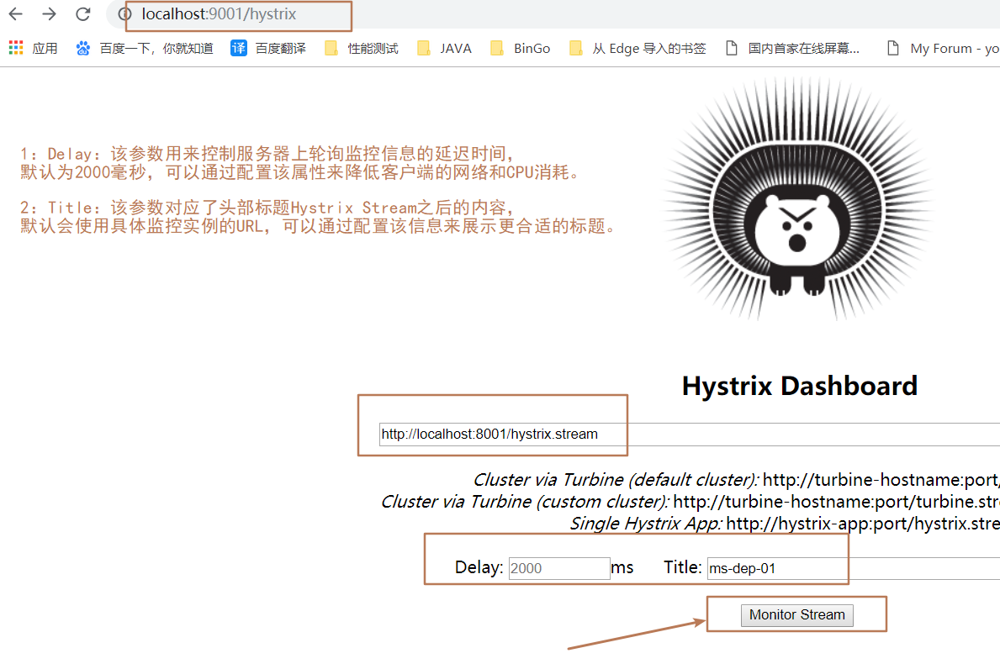 localhost:9001/hystrix
应用 百度一下，你就知道 百度翻译 性能测试 JAVA BinGo 从 Edge 导入的书签 国内首家在线屏幕... My Forum - yo
1：Delay：该参数用来控制服务器上轮询监控信息的延迟时间，
默认为2000毫秒，可以通过配置该属性来降低客户端的网络和CPU消耗。
2：Title：该参数对应了头部标题Hystrix Stream之后的内容，
默认会使用具体监控实例的URL，可以通过配置该信息来展示更合适的标题。
Hystrix Dashboard
http://localhost:8001/hystrix.stream
Cluster via Turbine (default cluster): http://turbine-hostname:port/
Cluster via Turbine (custom cluster): http://turbine-hostname:port/turbine.stre
Single Hystrix App: http://hystrix-app:port/hystrix.stre
Delay: 2000 ms Title: ms-dep-01
Monitor Stream